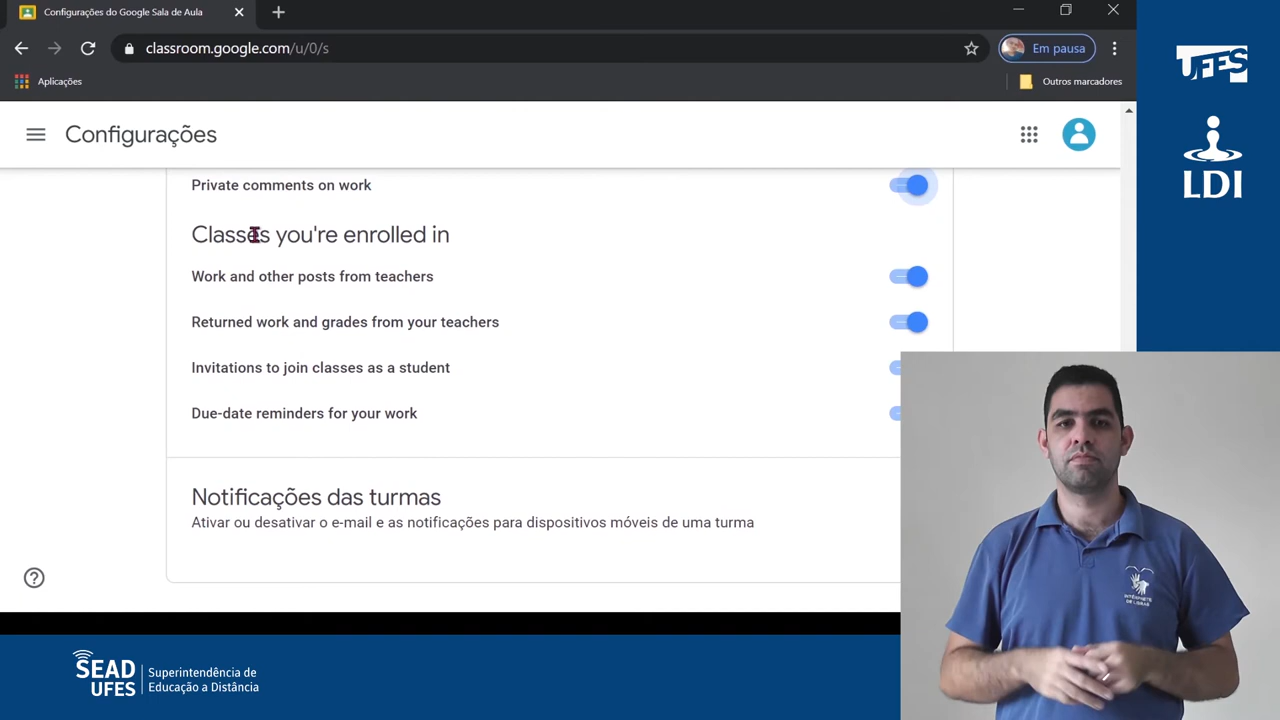 Configurações do Google Sala de Aula
classroom.google.com/u/0/s
Em pausa
Aplicações
Outros marcadores
Configurações
Private comments on work
Classes you're enrolled in
Work and other posts from teachers
Returned work and grades from your teachers
Invitations to join classes as a student
Due-date reminders for your work
Notificações das turmas
Ativar ou desativar o e-mail e as notificações para dispositivos móveis de uma turma
UFES
LDI
INTÉRPRETE
DE LIBRAS
SEAD
UFES
Superintendência de
Educação a Distância